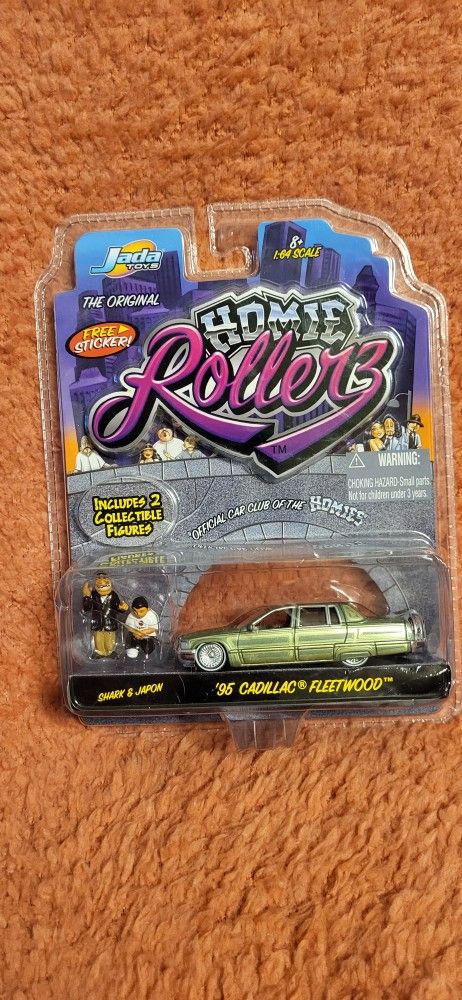 Jada
TOYS
8+
1:64 SCALE
THE ORIGINAL
FREE
STICKER!
HOMIE
Rollerz
TM
WARNING:
CHOKING HAZARD-Small parts
Not for children under 3 years.
INCLUDES 2
COLLECTIBLE
FIGURES
"OFFICIAL CAR CLUB OF THE HOMIES
SHARK & JAPON
'95 CADILLAC® FLEETWOOD™